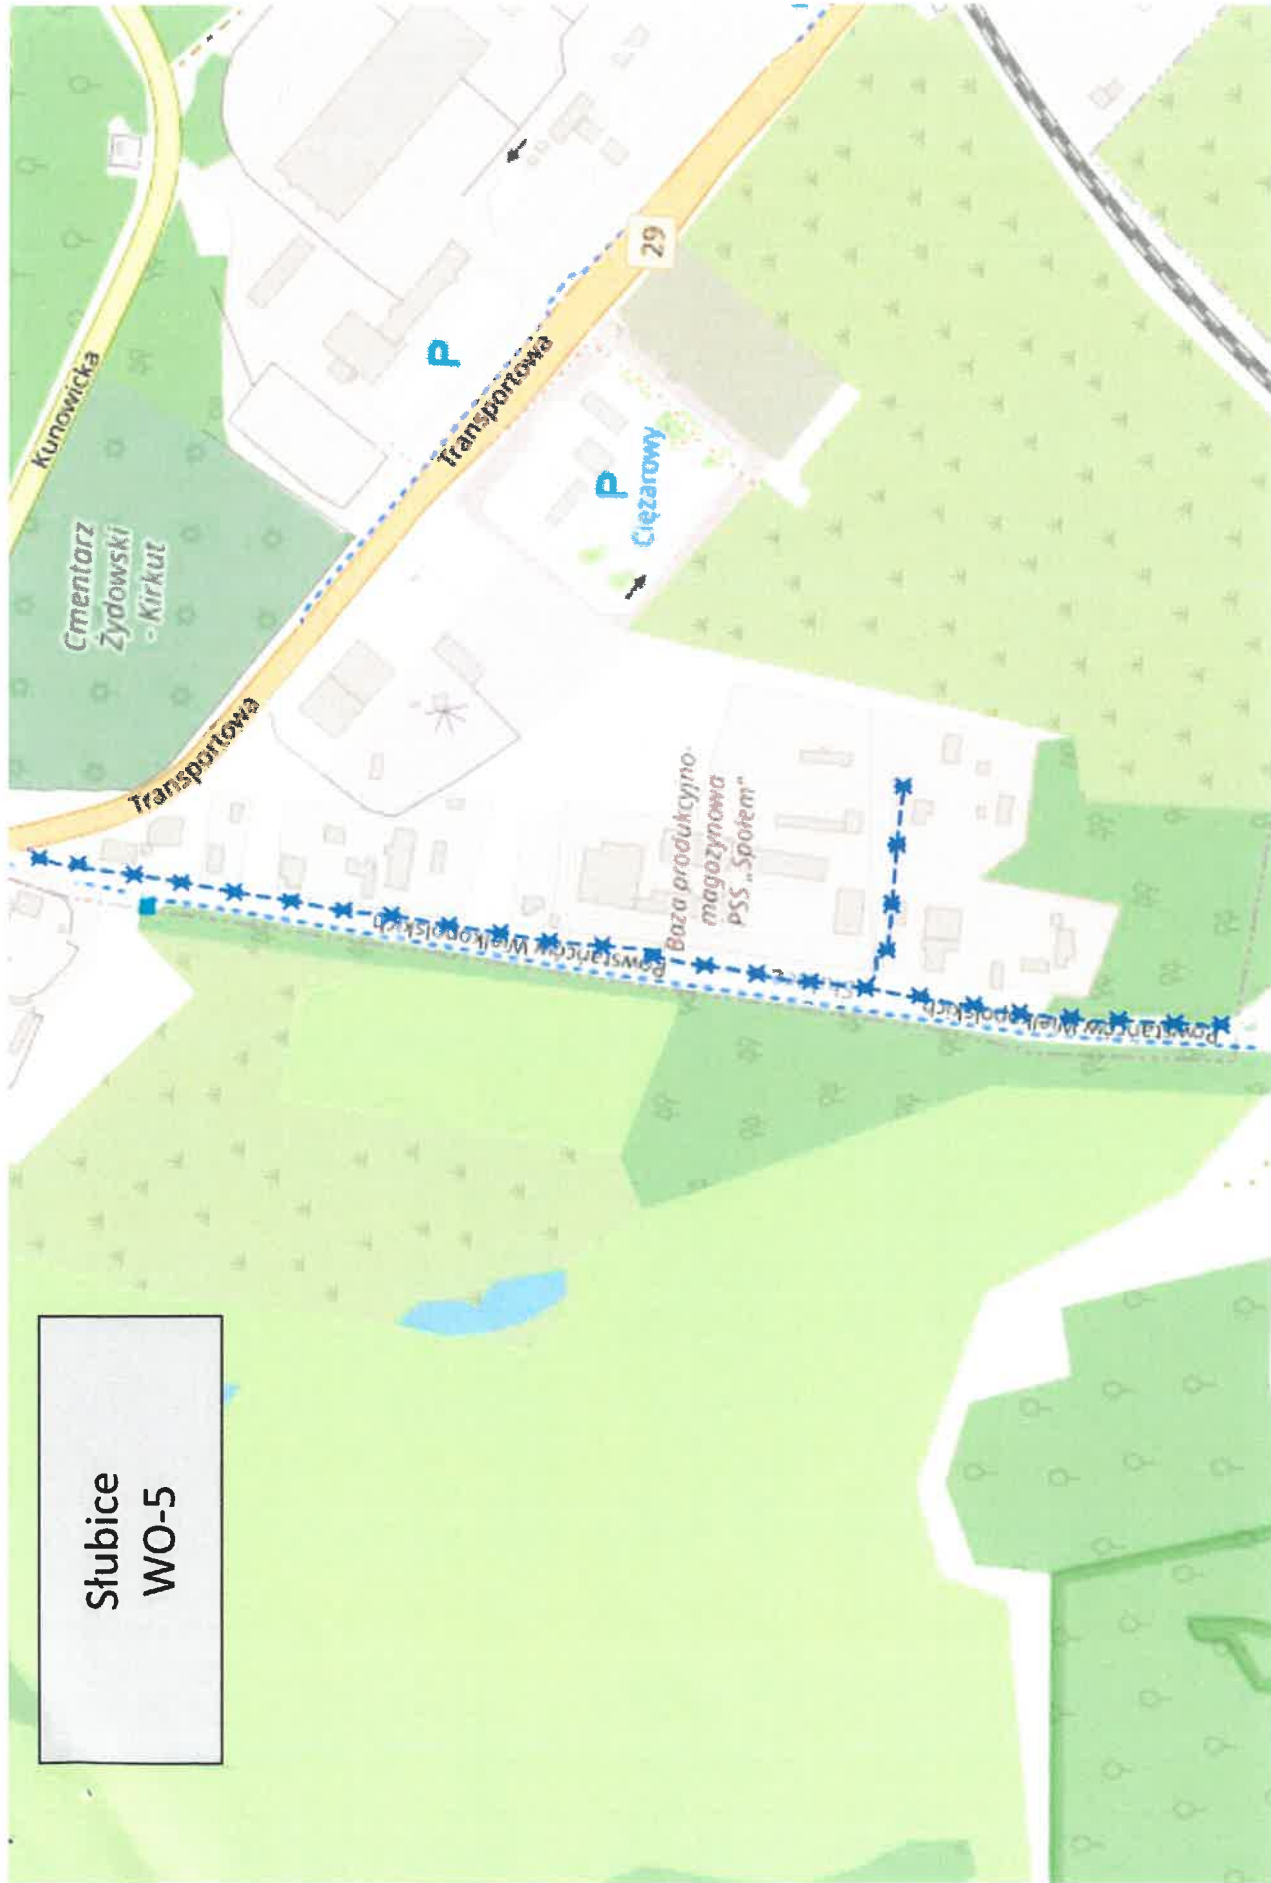 Słubice
WO-5
Cmentarz
Żydowski
- Kirkut
Kunowicka
Transportowa
Transportowa
29
P
P
Ciężarowy
Baza produkcyjno-
magazynowa
PSS „Społem"
Powstańców Wielkopolskich
Powstańców Wielkopolskich